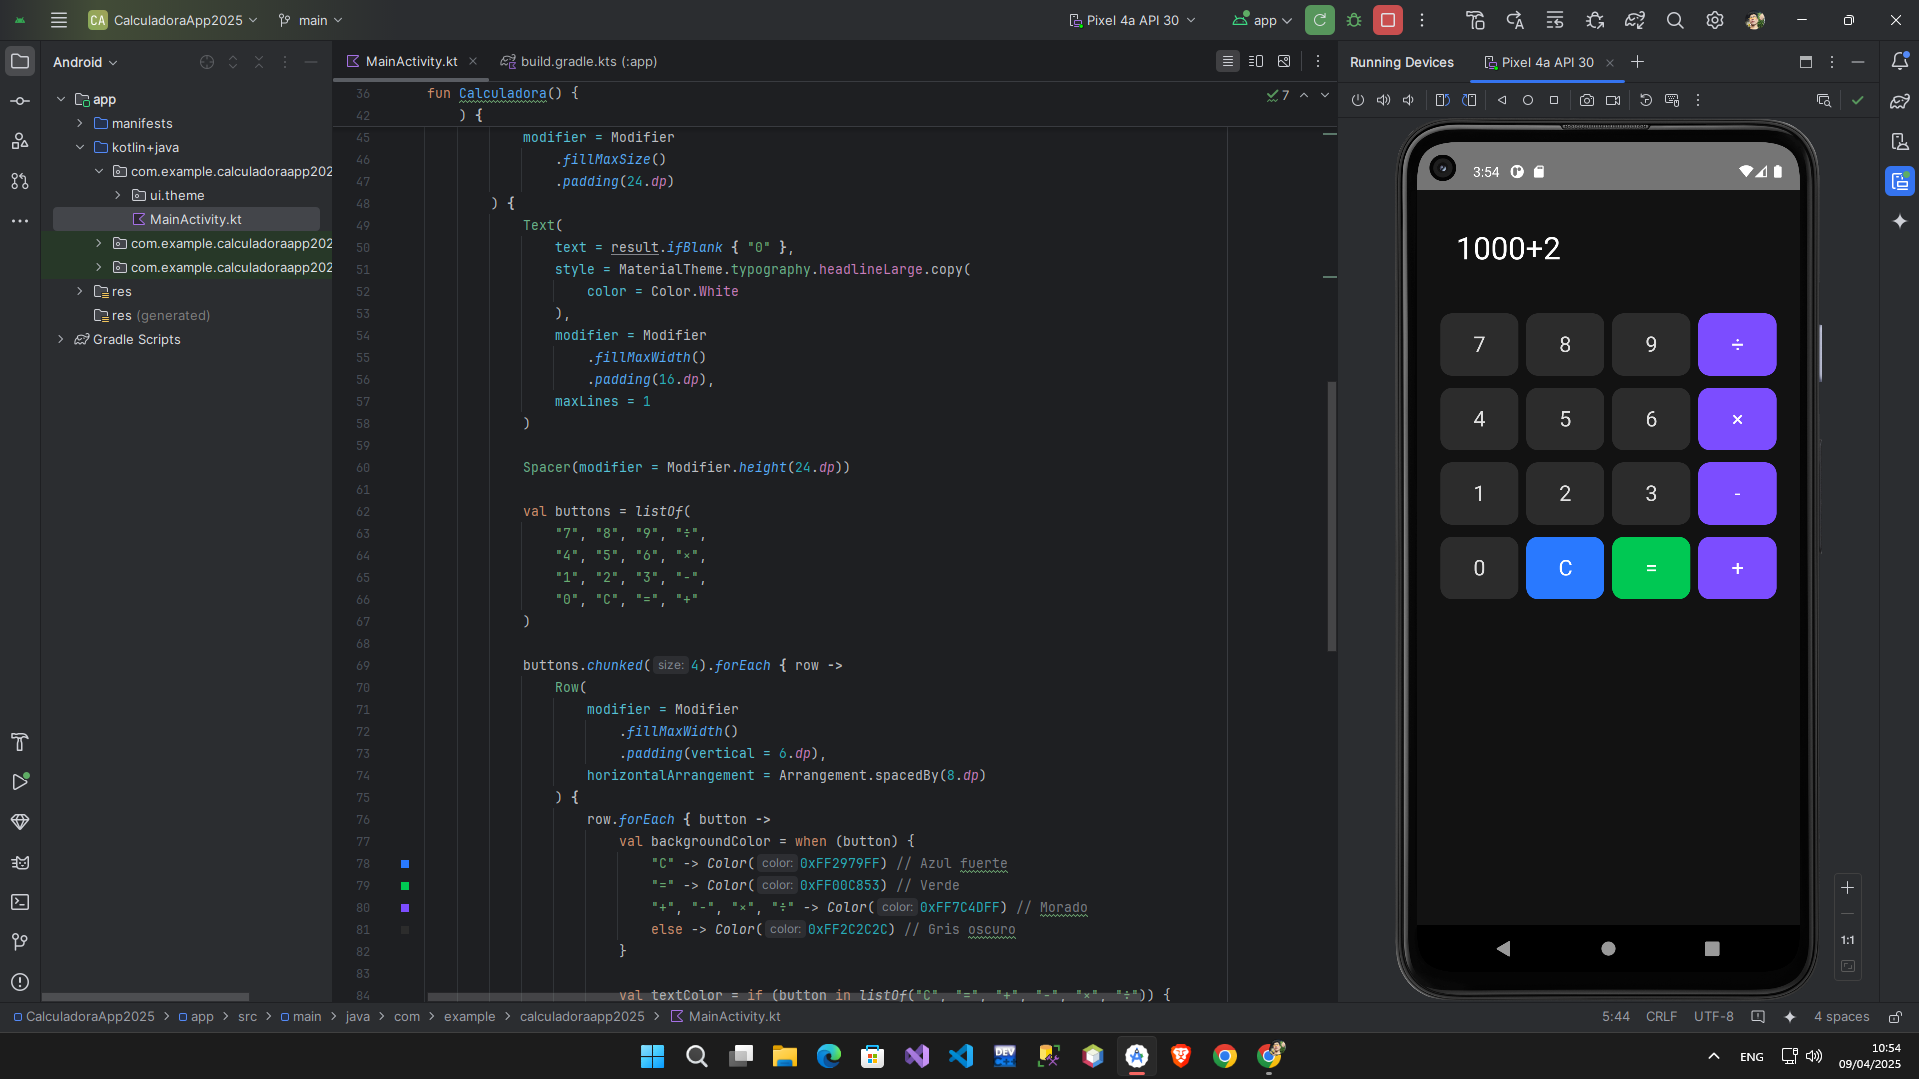 CA CalculadoraApp2025 main Pixel 4a API 30 app
Android
app
manifests
kotlin+java
com.example.calculadoraapp202
ui.theme
MainActivity.kt
com.example.calculadoraapp202
com.example.calculadoraapp202
res
res (generated)
Gradle Scripts
MainActivity.kt build.gradle.kts (:app)
7
36 fun Calculadora() {
42 ) {
45 modifier = Modifier
46 .fillMaxSize()
47 .padding(24.dp)
48 ) {
49 Text(
50 text = result.ifBlank { "0" },
51 style = MaterialTheme.typography.headlineLarge.copy(
52 color = Color.White
53 ),
54 modifier = Modifier
55 .fillMaxWidth()
56 .padding(16.dp),
57 maxLines = 1
58 )
59
60 Spacer(modifier = Modifier.height(24.dp))
61
62 val buttons = listOf(
63 "7", "8", "9", "÷",
64 "4", "5", "6", "×",
65 "1", "2", "3", "-",
66 "0", "C", "=", "+"
67 )
68
69 buttons.chunked( size: 4).forEach { row ->
70 Row(
71 modifier = Modifier
72 .fillMaxWidth()
73 .padding(vertical = 6.dp),
74 horizontalArrangement = Arrangement.spacedBy(8.dp)
75 ) {
76 row.forEach { button ->
77 val backgroundColor = when (button) {
78 "C" -> Color( color: 0xFF2979FF) // Azul fuerte
79 "=" -> Color( color: 0xFF00C853) // Verde
80 "+", "-", "×", "÷" -> Color( color: 0xFF7C4DFF) // Morado
81 else -> Color( color: 0xFF2C2C2C) // Gris oscuro
82 }
83
84 val textColor = if (button in listOf("C", "=", "+", "-", "×", "÷")) {
Running Devices Pixel 4a API 30
3:54
1000+2
7 8 9 ÷
4 5 6 ×
1 2 3 -
0 C = +
1:1
CalculadoraApp2025 > app > src > main > java > com > example > calculadoraapp2025 > MainActivity.kt
5:44 CRLF UTF-8 4 spaces
DEV
ENG
10:54
09/04/2025